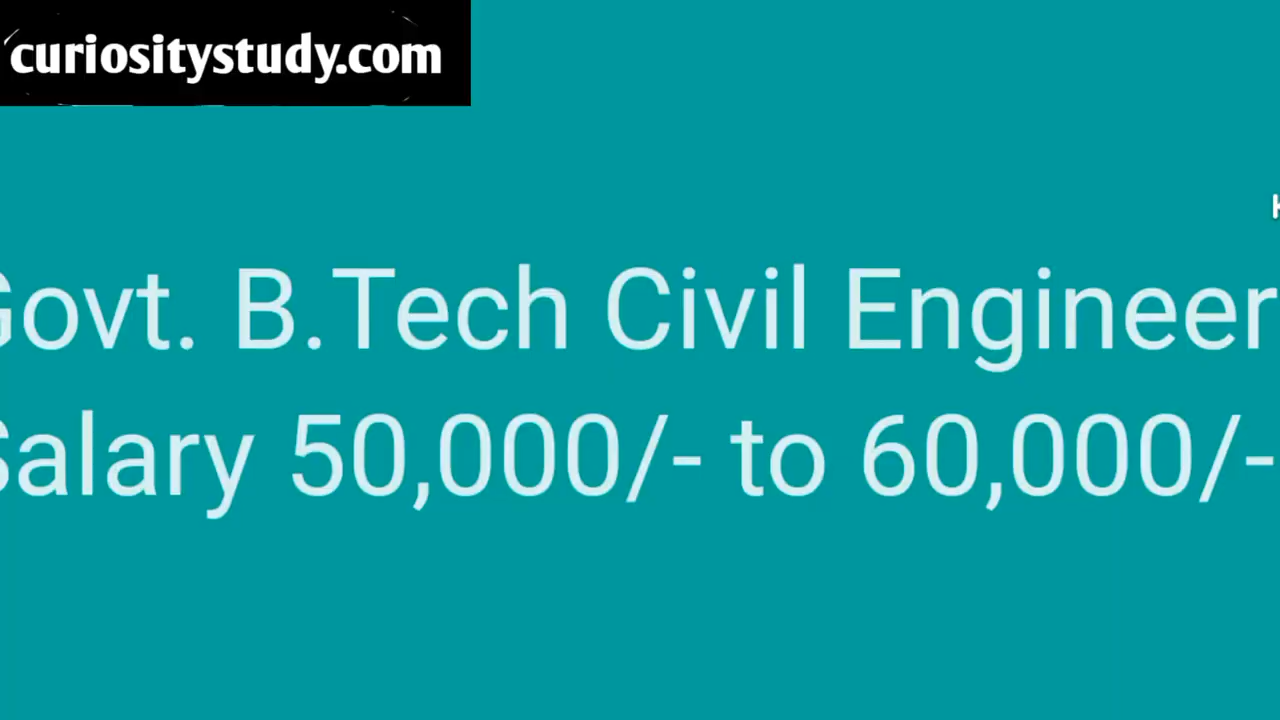 curiositystudy.com
Govt. B.Tech Civil Engineer
Salary 50,000/- to 60,000/-